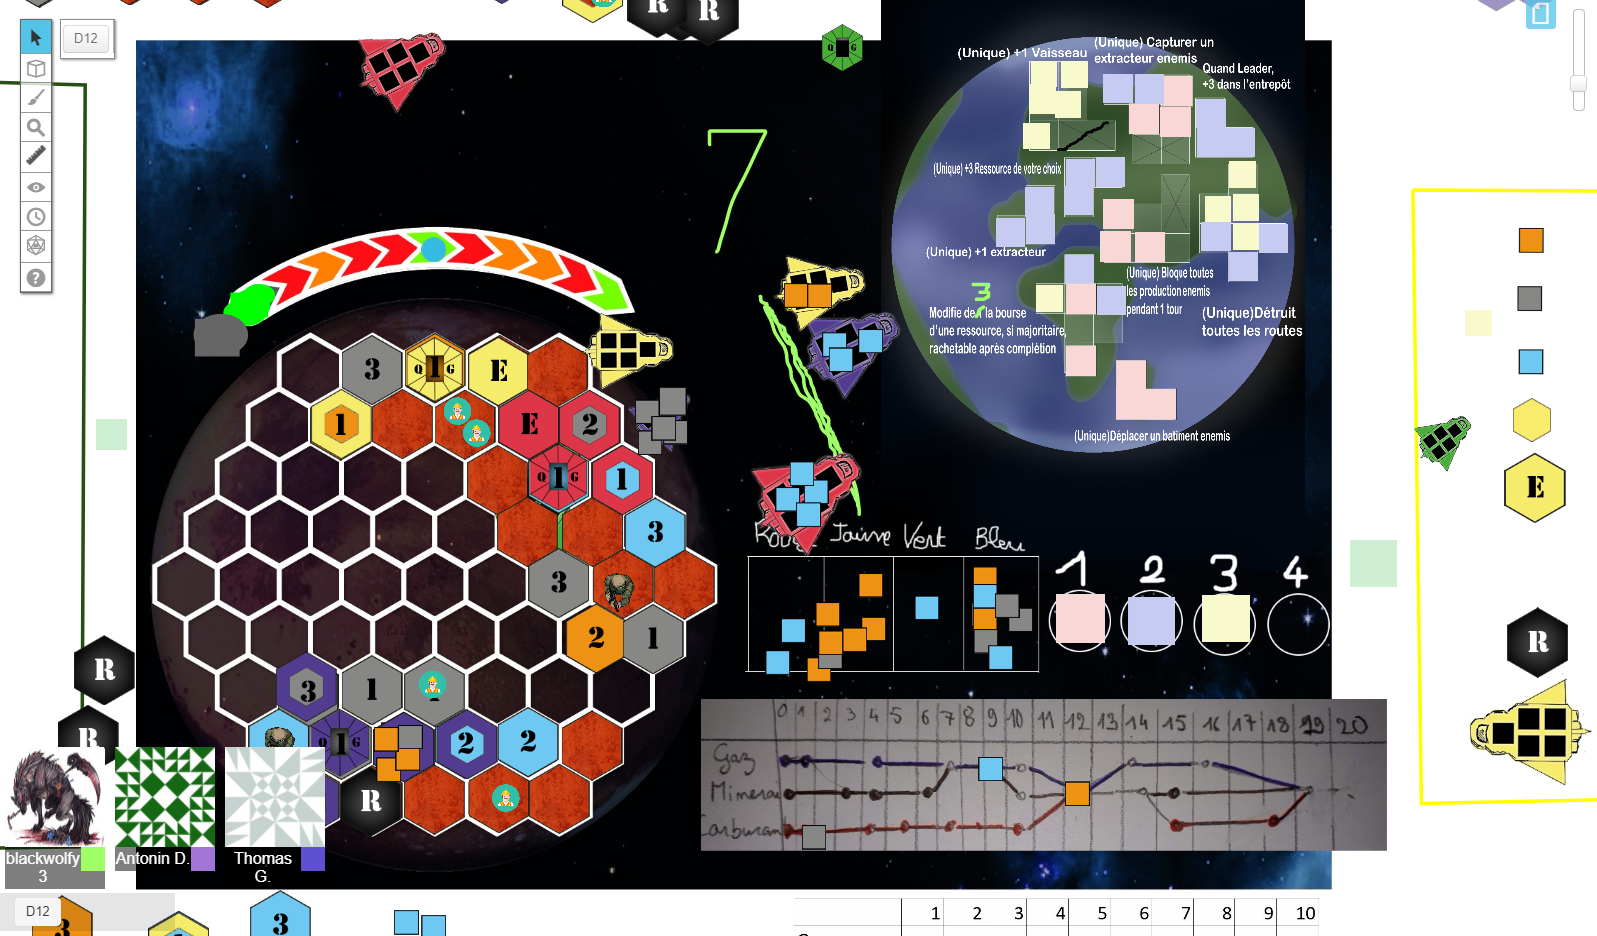 R
R
D12
(Unique) +1 Vaisseau
(Unique) Capturer un
extracteur enemis
Quand Leader,
+3 dans l'entrepôt
7
(Unique) +3 Ressource de votre choix
(Unique) +1 extracteur
(Unique) Bloque toutes
les production enemis
pendant 1 tour
3
Modifie de la bourse
d'une ressource, si majoritaire,
rachetable après complétion
(Unique)Détruit
toutes les routes
(Unique)Déplacer un batiment enemis
Q G
3
Q 1 G
E
1
E
2
Q 1 G
1
3
3
2
1
3
1
Q 1 G
2
2
R
E
R
R
R
Jaune Vert Bleu
1 2 3 4
0 1 2 3 4 5 6 7 8 9 10 11 12 13 14 15 16 17 18 19 20
Gaz
Minerai
Carburant
blackwolfy
3
Antonin D.
Thomas
G.
D12
3
3
1 2 3 4 5 6 7 8 9 10